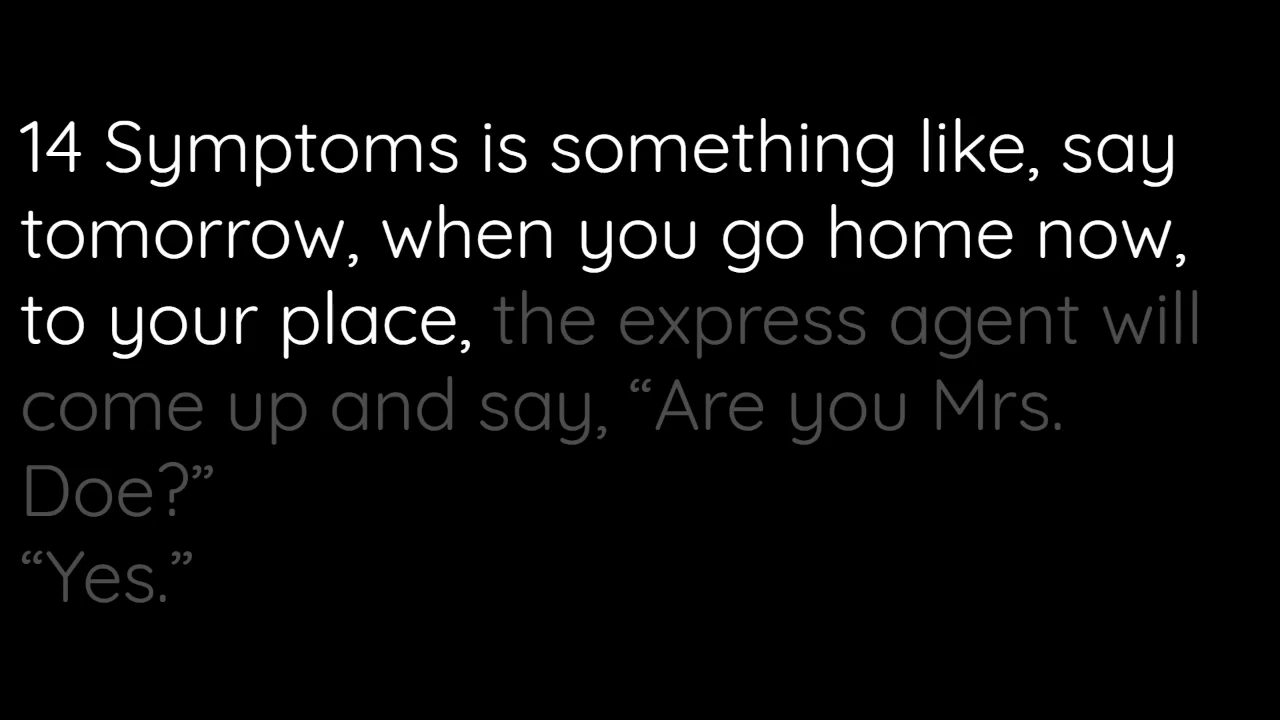 14 Symptoms is something like, say
tomorrow, when you go home now,
to your place, the express agent will
come up and say, “Are you Mrs.
Doe?”
“Yes.”